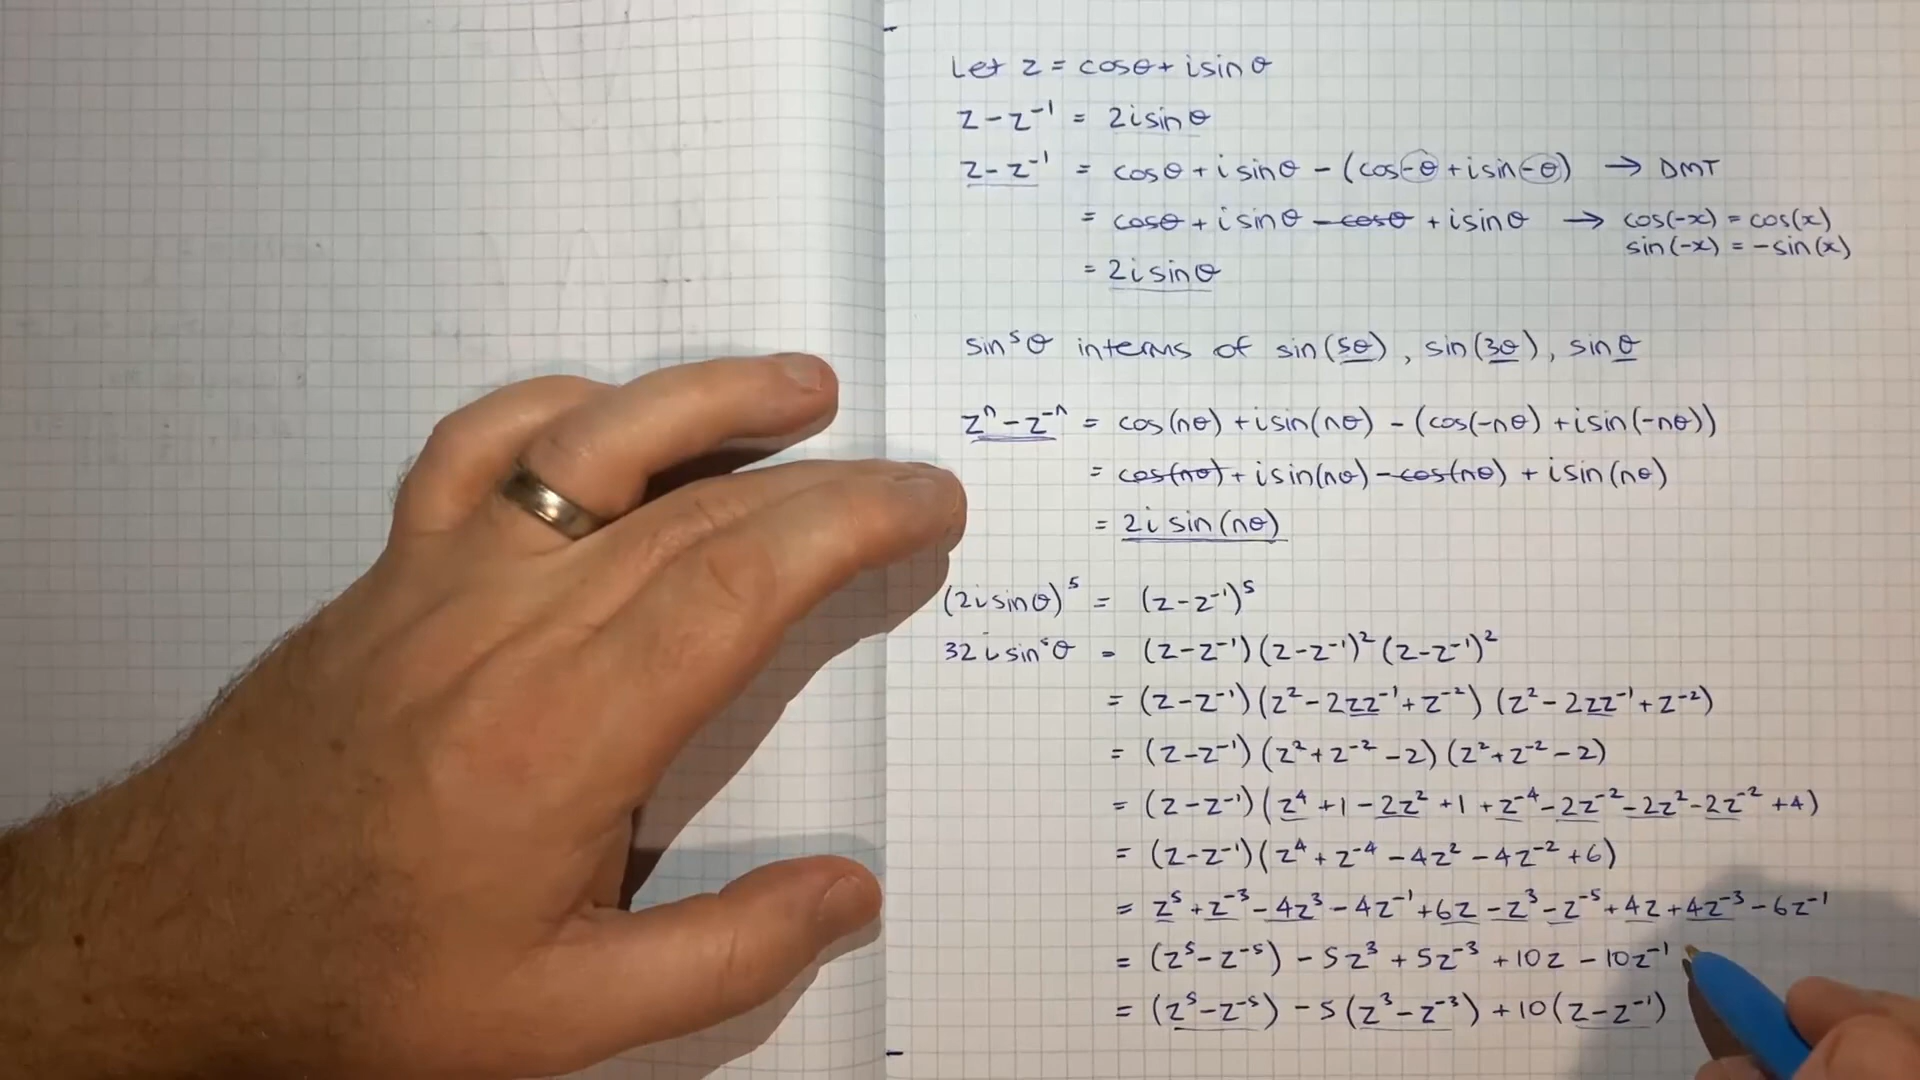 Let z = cosθ + isinθ
z - z⁻¹ = 2isinθ
z - z⁻¹ = cosθ + isinθ - (cos-θ + isin-θ) → DMT
= cosθ + isinθ - cosθ + isinθ → cos(-x) = cos(x)
sin(-x) = -sin(x)
= 2isinθ
sin⁵θ interms of sin(5θ), sin(3θ), sinθ
zⁿ - z⁻ⁿ = cos(nθ) + isin(nθ) - (cos(-nθ) + isin(-nθ))
= cos(nθ) + isin(nθ) - cos(nθ) + isin(nθ)
= 2isin(nθ)
(2isinθ)⁵ = (z - z⁻¹)⁵
32isin⁵θ = (z - z⁻¹)(z - z⁻¹)²(z - z⁻¹)²
= (z - z⁻¹)(z² - 2zz⁻¹ + z⁻²)(z² - 2zz⁻¹ + z⁻²)
= (z - z⁻¹)(z² + z⁻² - 2)(z² + z⁻² - 2)
= (z - z⁻¹)(z⁴ + 1 - 2z² + 1 + z⁻⁴ - 2z⁻² - 2z² - 2z⁻² + 4)
= (z - z⁻¹)(z⁴ + z⁻⁴ - 4z² - 4z⁻² + 6)
= z⁵ + z⁻³ - 4z³ - 4z⁻¹ + 6z - z³ - z⁻⁵ + 4z + 4z⁻³ - 6z⁻¹
= (z⁵ - z⁻⁵) - 5z³ + 5z⁻³ + 10z - 10z⁻¹
= (z⁵ - z⁻⁵) - 5(z³ - z⁻³) + 10(z - z⁻¹)